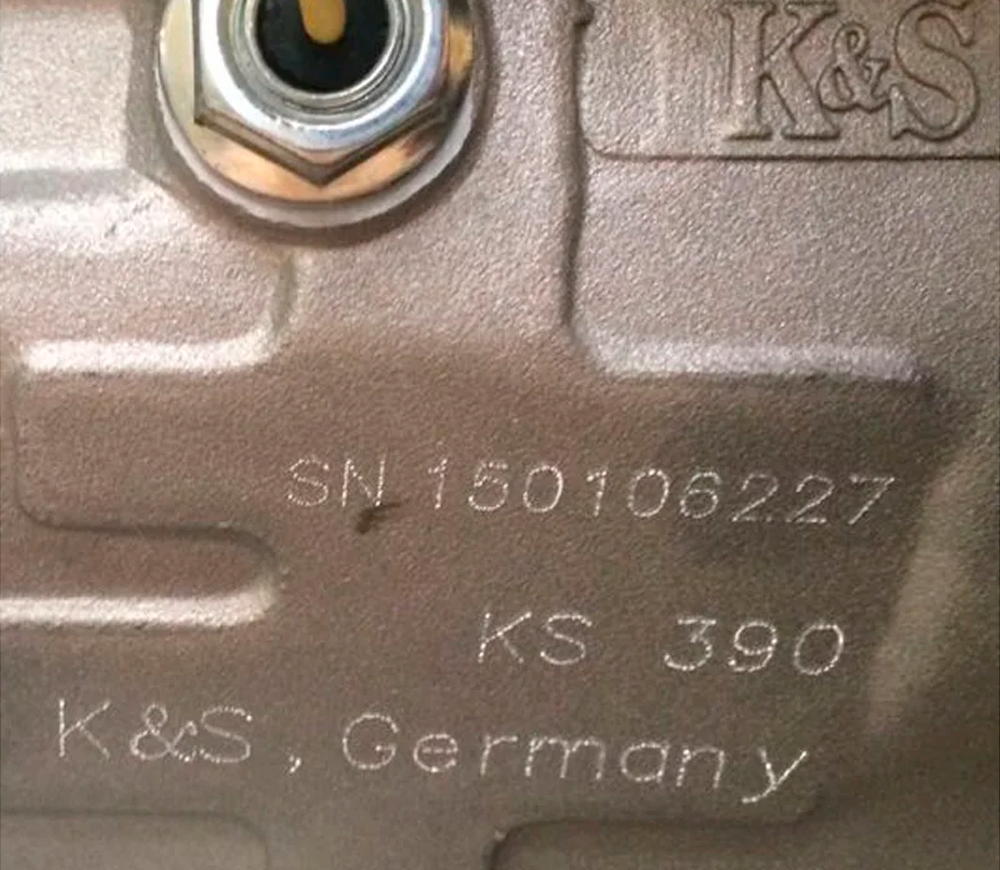 K&S
SN 150106227
KS 390
K&S, Germany